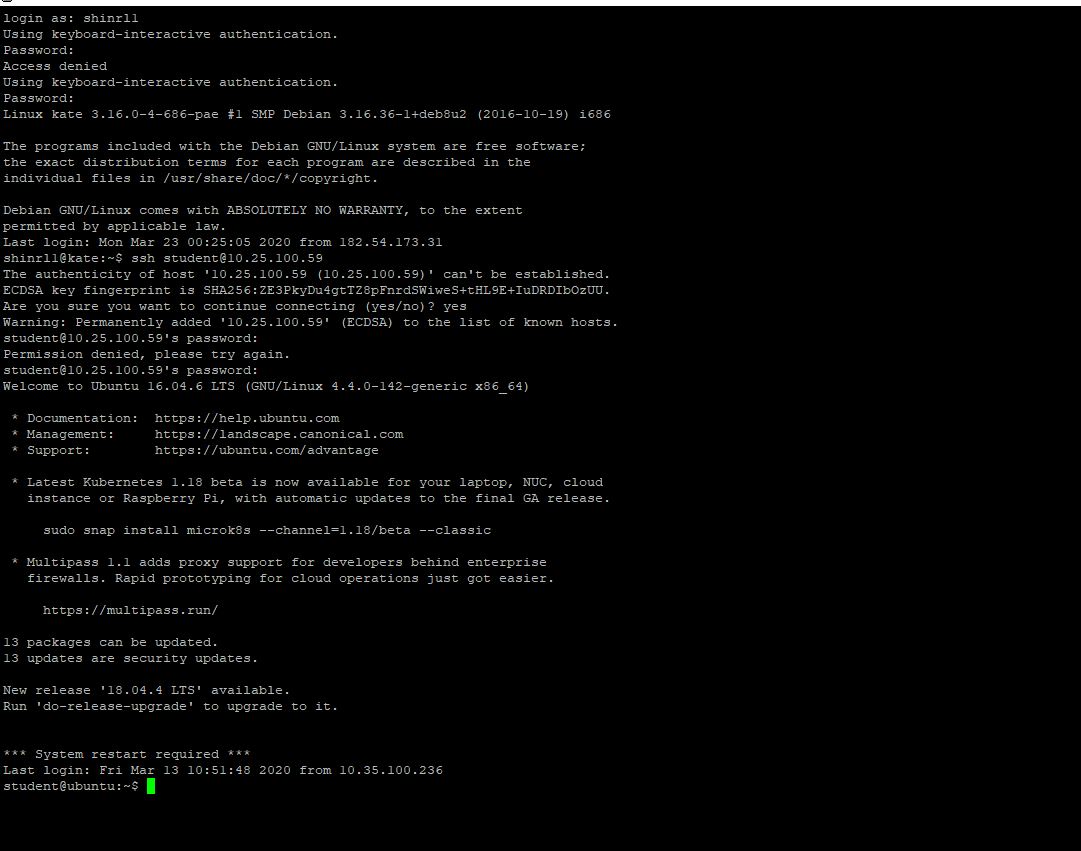 login as: shinrl1
Using keyboard-interactive authentication.
Password:
Access denied
Using keyboard-interactive authentication.
Password:
Linux kate 3.16.0-4-686-pae #1 SMP Debian 3.16.36-1+deb8u2 (2016-10-19) i686
The programs included with the Debian GNU/Linux system are free software;
the exact distribution terms for each program are described in the
individual files in /usr/share/doc/*/copyright.
Debian GNU/Linux comes with ABSOLUTELY NO WARRANTY, to the extent
permitted by applicable law.
Last login: Mon Mar 23 00:25:05 2020 from 182.54.173.31
shinrl1@kate:~$ ssh student@10.25.100.59
The authenticity of host '10.25.100.59 (10.25.100.59)' can't be established.
ECDSA key fingerprint is SHA256:ZE3PkyDu4gtTZ8pFnrdSWiweS+tHL9E+IuDRDIbOzUU.
Are you sure you want to continue connecting (yes/no)? yes
Warning: Permanently added '10.25.100.59' (ECDSA) to the list of known hosts.
student@10.25.100.59's password:
Permission denied, please try again.
student@10.25.100.59's password:
Welcome to Ubuntu 16.04.6 LTS (GNU/Linux 4.4.0-142-generic x86_64)
* Documentation:  https://help.ubuntu.com
* Management:     https://landscape.canonical.com
* Support:        https://ubuntu.com/advantage
* Latest Kubernetes 1.18 beta is now available for your laptop, NUC, cloud
instance or Raspberry Pi, with automatic updates to the final GA release.
sudo snap install microk8s --channel=1.18/beta --classic
* Multipass 1.1 adds proxy support for developers behind enterprise
firewalls. Rapid prototyping for cloud operations just got easier.
https://multipass.run/
13 packages can be updated.
13 updates are security updates.
New release '18.04.4 LTS' available.
Run 'do-release-upgrade' to upgrade to it.
*** System restart required ***
Last login: Fri Mar 13 10:51:48 2020 from 10.35.100.236
student@ubuntu:~$